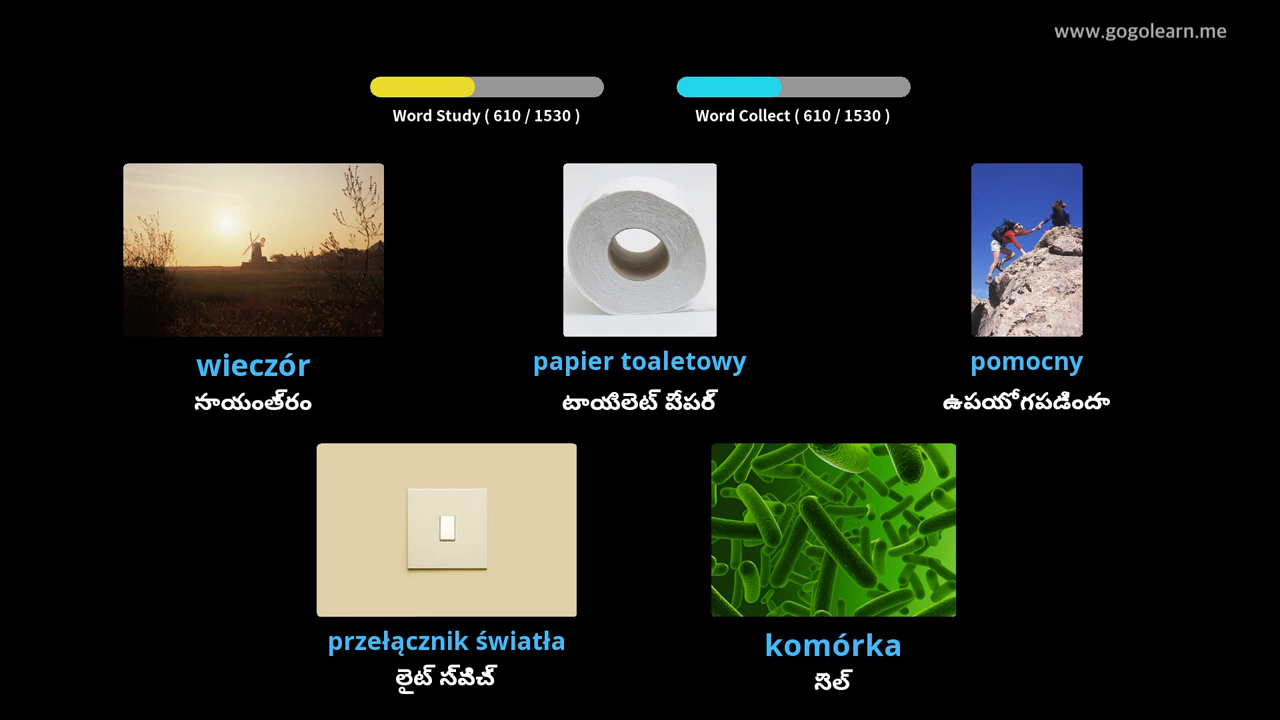 www.gogolearn.me
Word Study ( 610 / 1530 )
Word Collect ( 610 / 1530 )
wieczór
సాయంత్రం
papier toaletowy
టాయిలెట్ పేపర్
pomocny
ఉపయోగపడిందా
przełącznik światła
లైట్ స్విచ్
komórka
సెల్